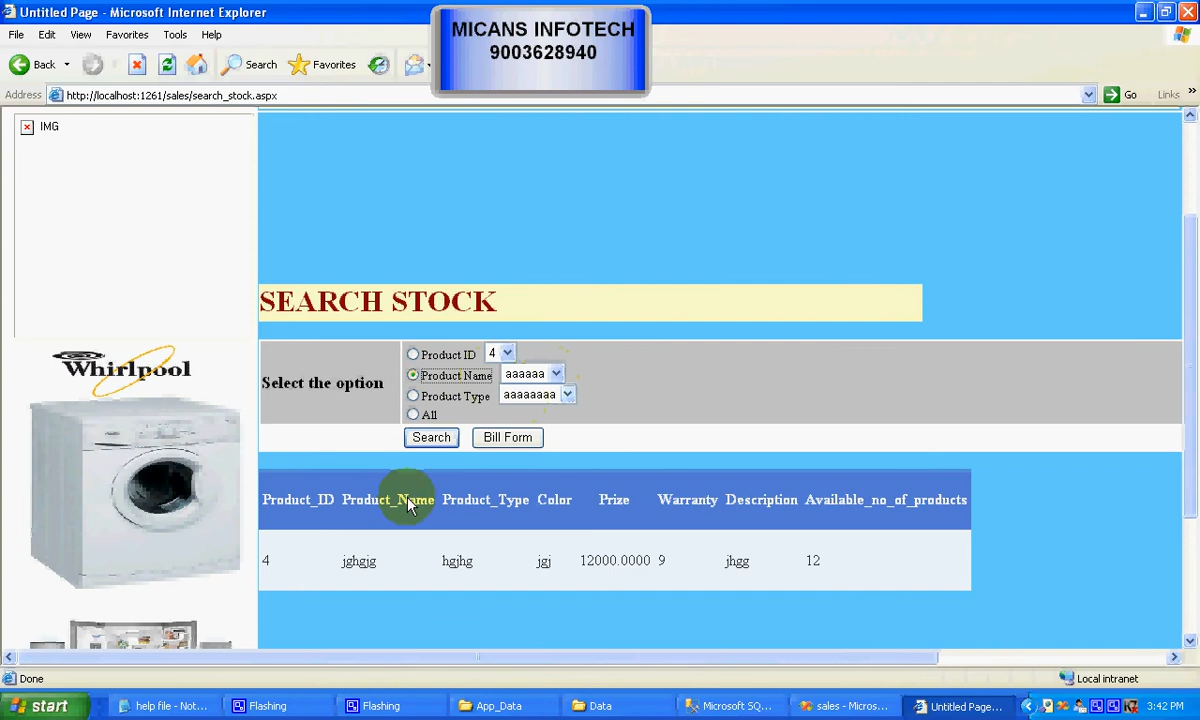 Untitled Page - Microsoft Internet Explorer
MICANS INFOTECH
9003628940
File Edit View Favorites Tools Help
Back Search Favorites
Address http://localhost:1261/sales/search_stock.aspx Go Links »
IMG
SEARCH STOCK
Select the option
Product ID 4
Product Name aaaaaa
Product Type aaaaaaaa
All
Search Bill Form
Whirlpool
Product_ID Product_Name Product_Type Color Prize Warranty Description Available_no_of_products
4 jghgjg hgjhg jgj 12000.0000 9 jhgg 12
Done Local intranet
start help file - Not... Flashing Flashing App_Data Data Microsoft SQ... sales - Micros... Untitled Page... 3:42 PM